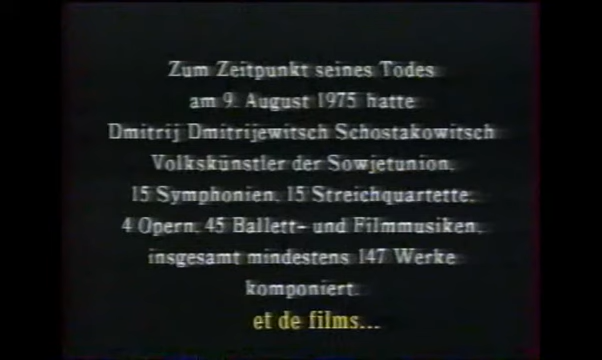 Zum Zeitpunkt seines Todes
am 9. August 1975 hatte
Dmitrij Dmitrijewitsch Schostakowitsch
Volkskünstler der Sowjetunion,
15 Symphonien, 15 Streichquartette,
4 Opern, 45 Ballett- und Filmmusiken,
insgesamt mindestens 147 Werke
komponiert.
et de films...